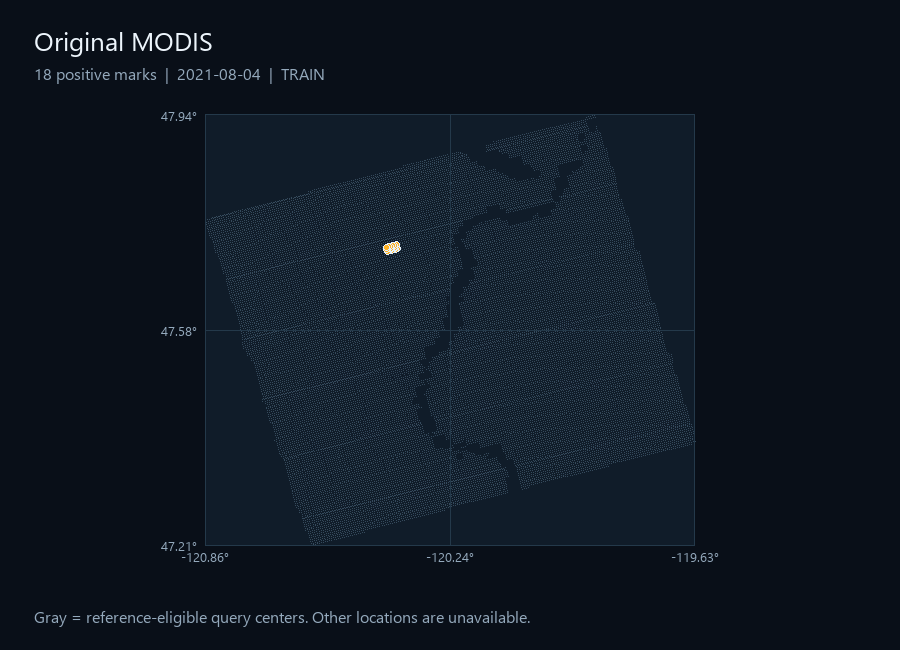 Original MODIS
18 positive marks | 2021-08-04 | TRAIN
47.94°
47.58°
47.21°
-120.86°
-120.24°
-119.63°
Gray = reference-eligible query centers. Other locations are unavailable.